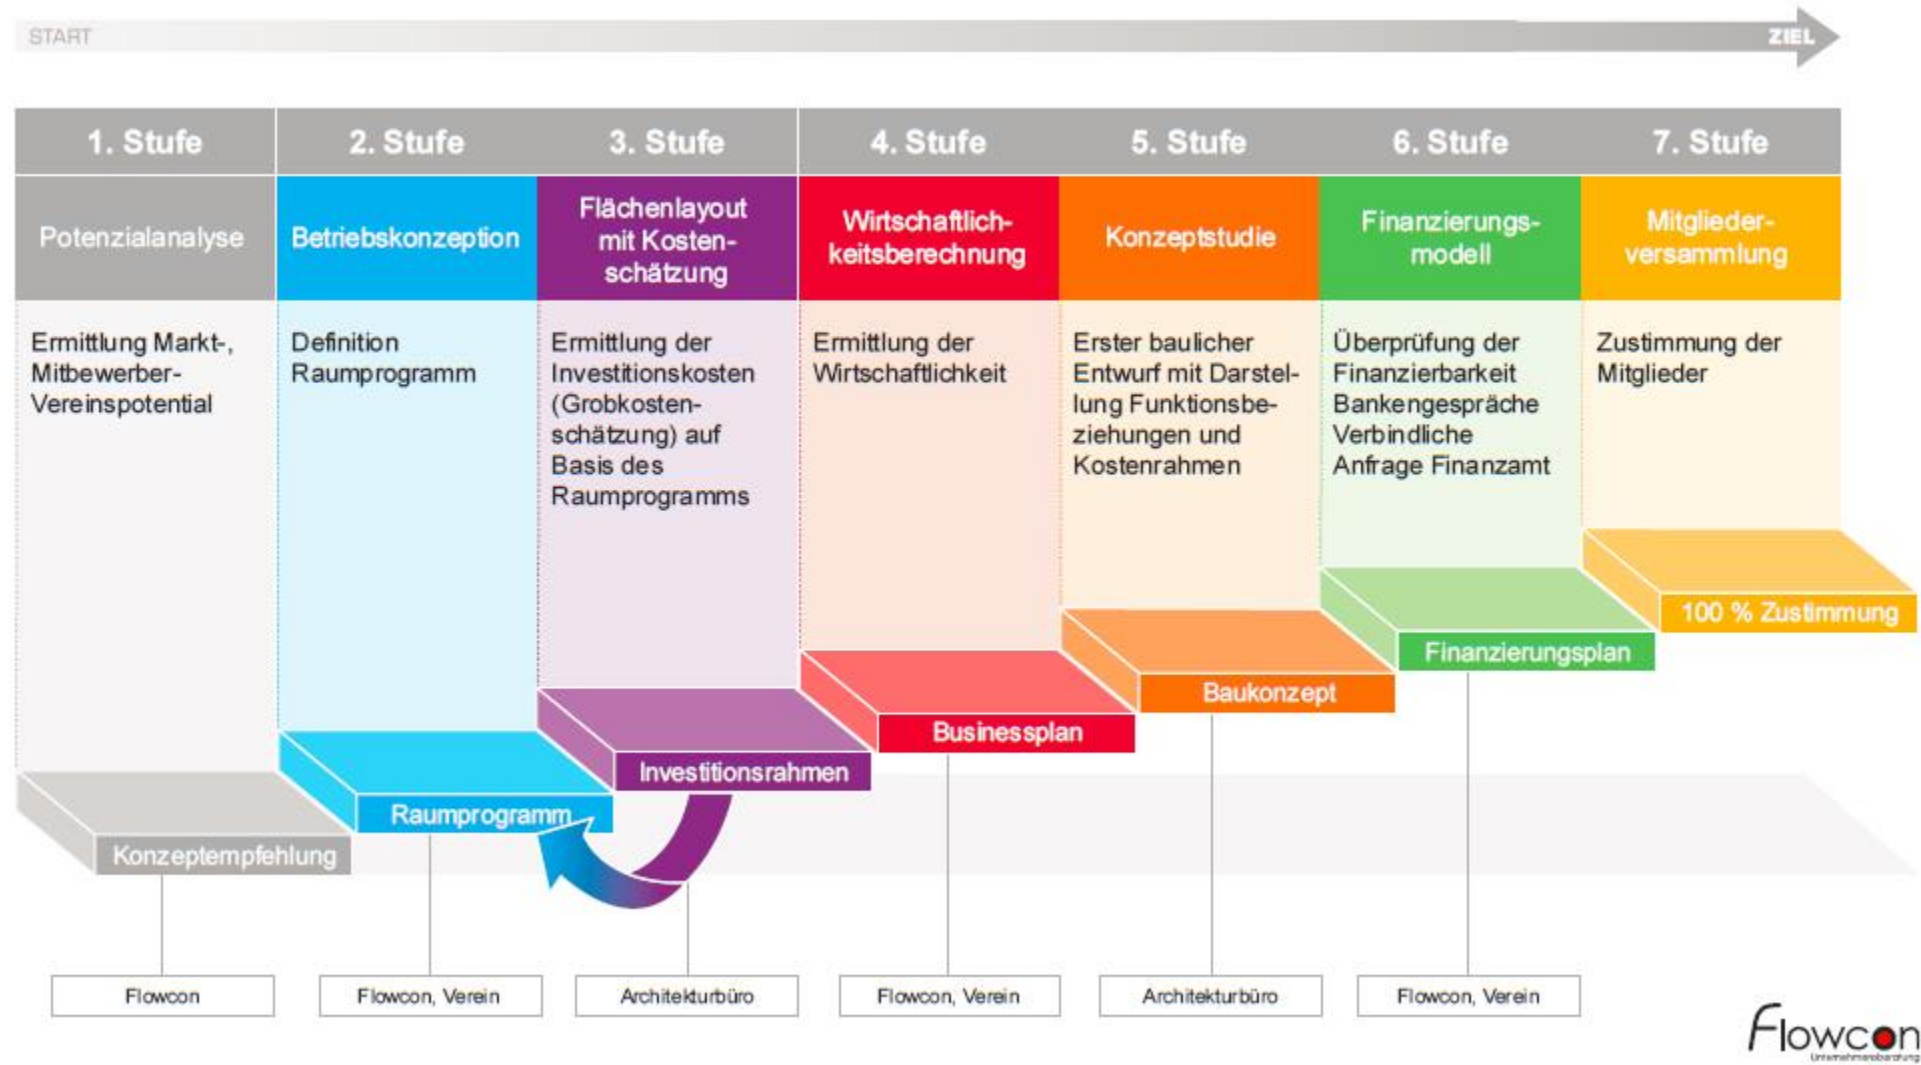 START
ZIEL
1. Stufe
2. Stufe
3. Stufe
4. Stufe
5. Stufe
6. Stufe
7. Stufe
Potenzialanalyse
Betriebskonzeption
Flächenlayout
mit Kosten-
schätzung
Wirtschaftlich-
keitsberechnung
Konzeptstudie
Finanzierungs-
modell
Mitglieder-
versammlung
Ermittlung Markt-,
Mitbewerber-
Vereinspotential
Definition
Raumprogramm
Ermittlung der
Investitionskosten
(Grobkosten-
schätzung) auf
Basis des
Raumprogramms
Ermittlung der
Wirtschaftlichkeit
Erster baulicher
Entwurf mit Darstel-
lung Funktionsbe-
ziehungen und
Kostenrahmen
Überprüfung der
Finanzierbarkeit
Bankengespräche
Verbindliche
Anfrage Finanzamt
Zustimmung der
Mitglieder
Konzeptempfehlung
Raumprogramm
Investitionsrahmen
Businessplan
Baukonzept
Finanzierungsplan
100 % Zustimmung
Flowcon
Flowcon, Verein
Architekturbüro
Flowcon, Verein
Architekturbüro
Flowcon, Verein
Flowcon
Unternehmensberatung